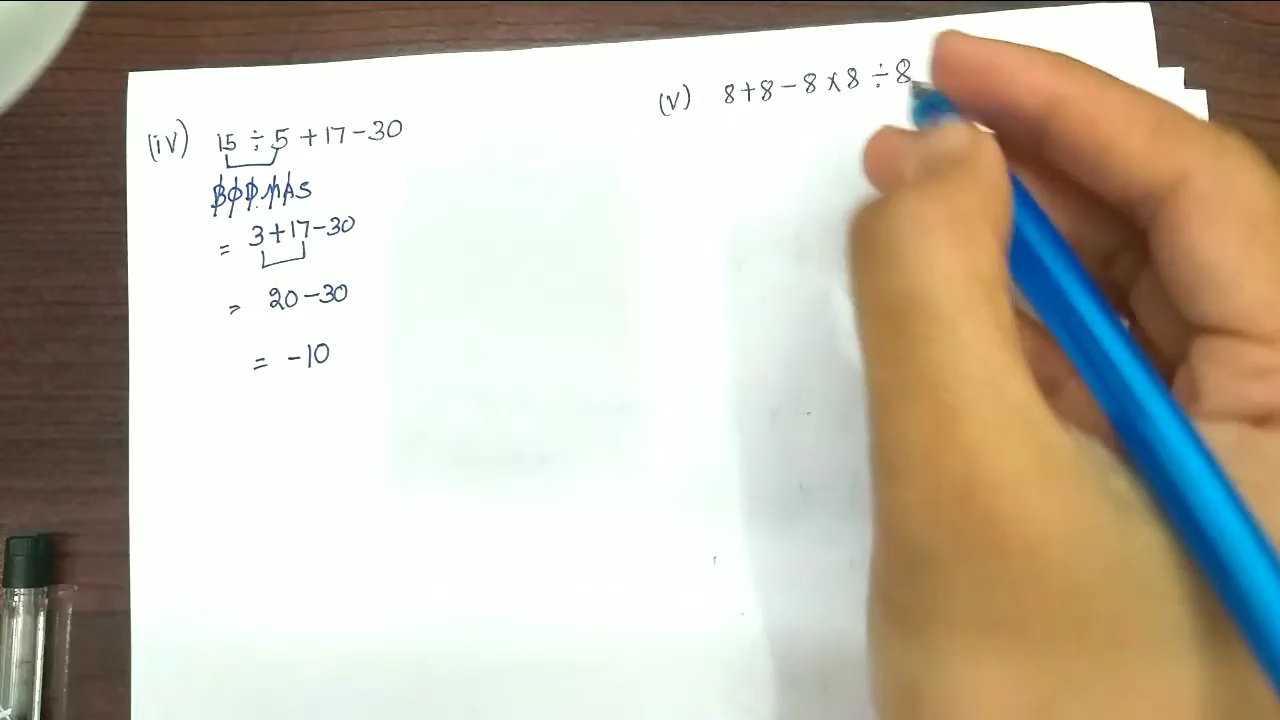 (iv) 15 ÷ 5 + 17 - 30
BODMAS
= 3 + 17 - 30
= 20 - 30
= -10
(v) 8 + 8 - 8 × 8 ÷ 8